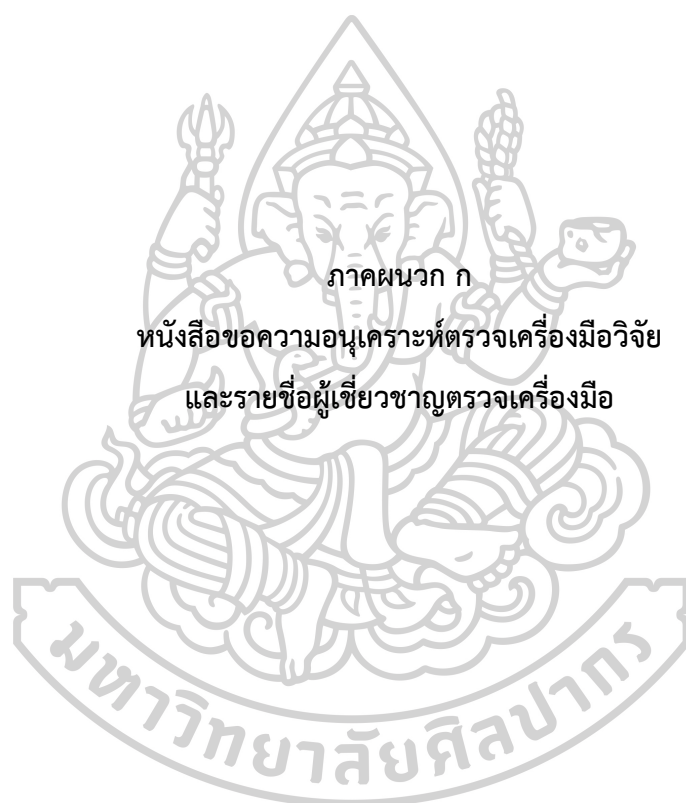 ภาคผนวก ก
หนังสือขอความอนุเคราะห์ตรวจเครื่องมือวิจัย
และรายชื่อผู้เชี่ยวชาญตรวจเครื่องมือ
มหาวิทยาลัยศิลปากร